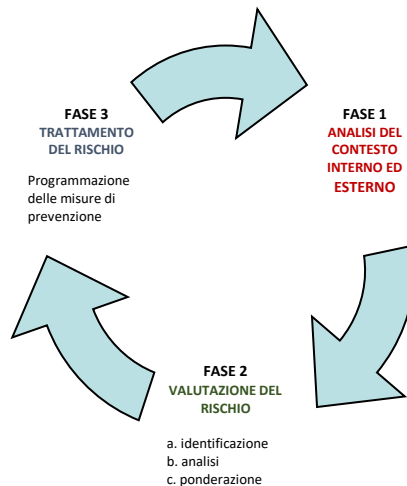 FASE 1
ANALISI DEL
CONTESTO
INTERNO ED
ESTERNO
FASE 2
VALUTAZIONE DEL
RISCHIO
a. identificazione
b. analisi
c. ponderazione
FASE 3
TRATTAMENTO
DEL RISCHIO
Programmazione
delle misure di
prevenzione